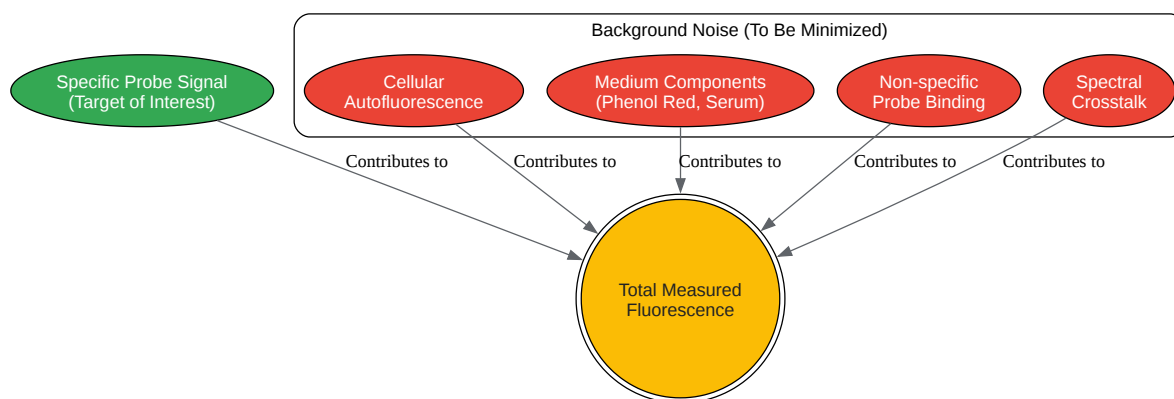 Background Noise (To Be Minimized)
Specific Probe Signal
(Target of Interest)
Cellular
Autofluorescence
Medium Components
(Phenol Red, Serum)
Non-specific
Probe Binding
Spectral
Crosstalk
Contributes to
Contributes to
Contributes to
Contributes to
Contributes to
Total Measured
Fluorescence